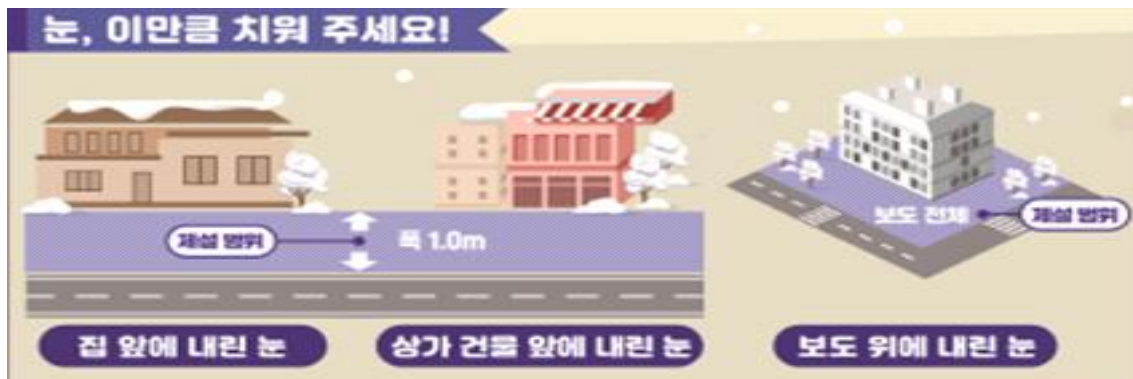 눈, 이만큼 치워 주세요!
제설 범위
폭 1.0m
보도 전체
제설 범위
집 앞에 내린 눈
상가 건물 앞에 내린 눈
보도 위에 내린 눈